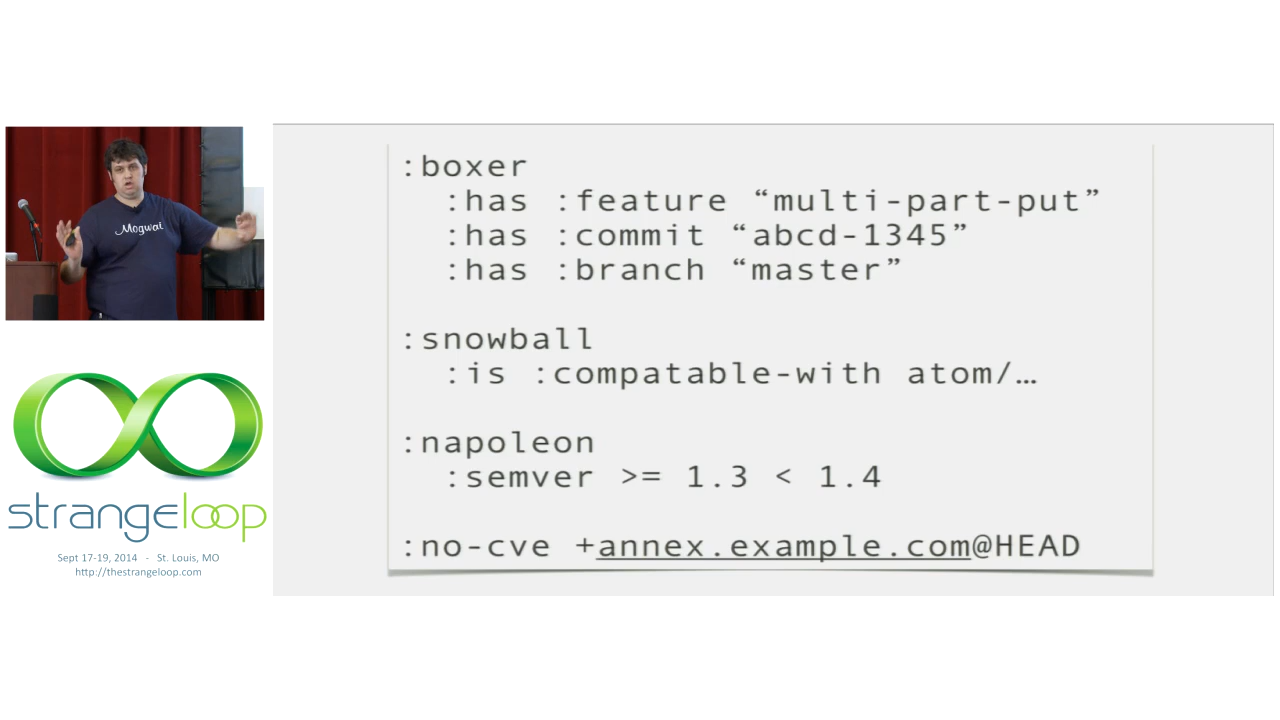 Mogwai
strangeloop
Sept 17-19, 2014 - St. Louis, MO
http://thestrangeloop.com
:boxer
:has :feature “multi-part-put”
:has :commit “abcd-1345”
:has :branch “master”
:snowball
:is :compatable-with atom/…
:napoleon
:semver >= 1.3 < 1.4
:no-cve +annex.example.com@HEAD